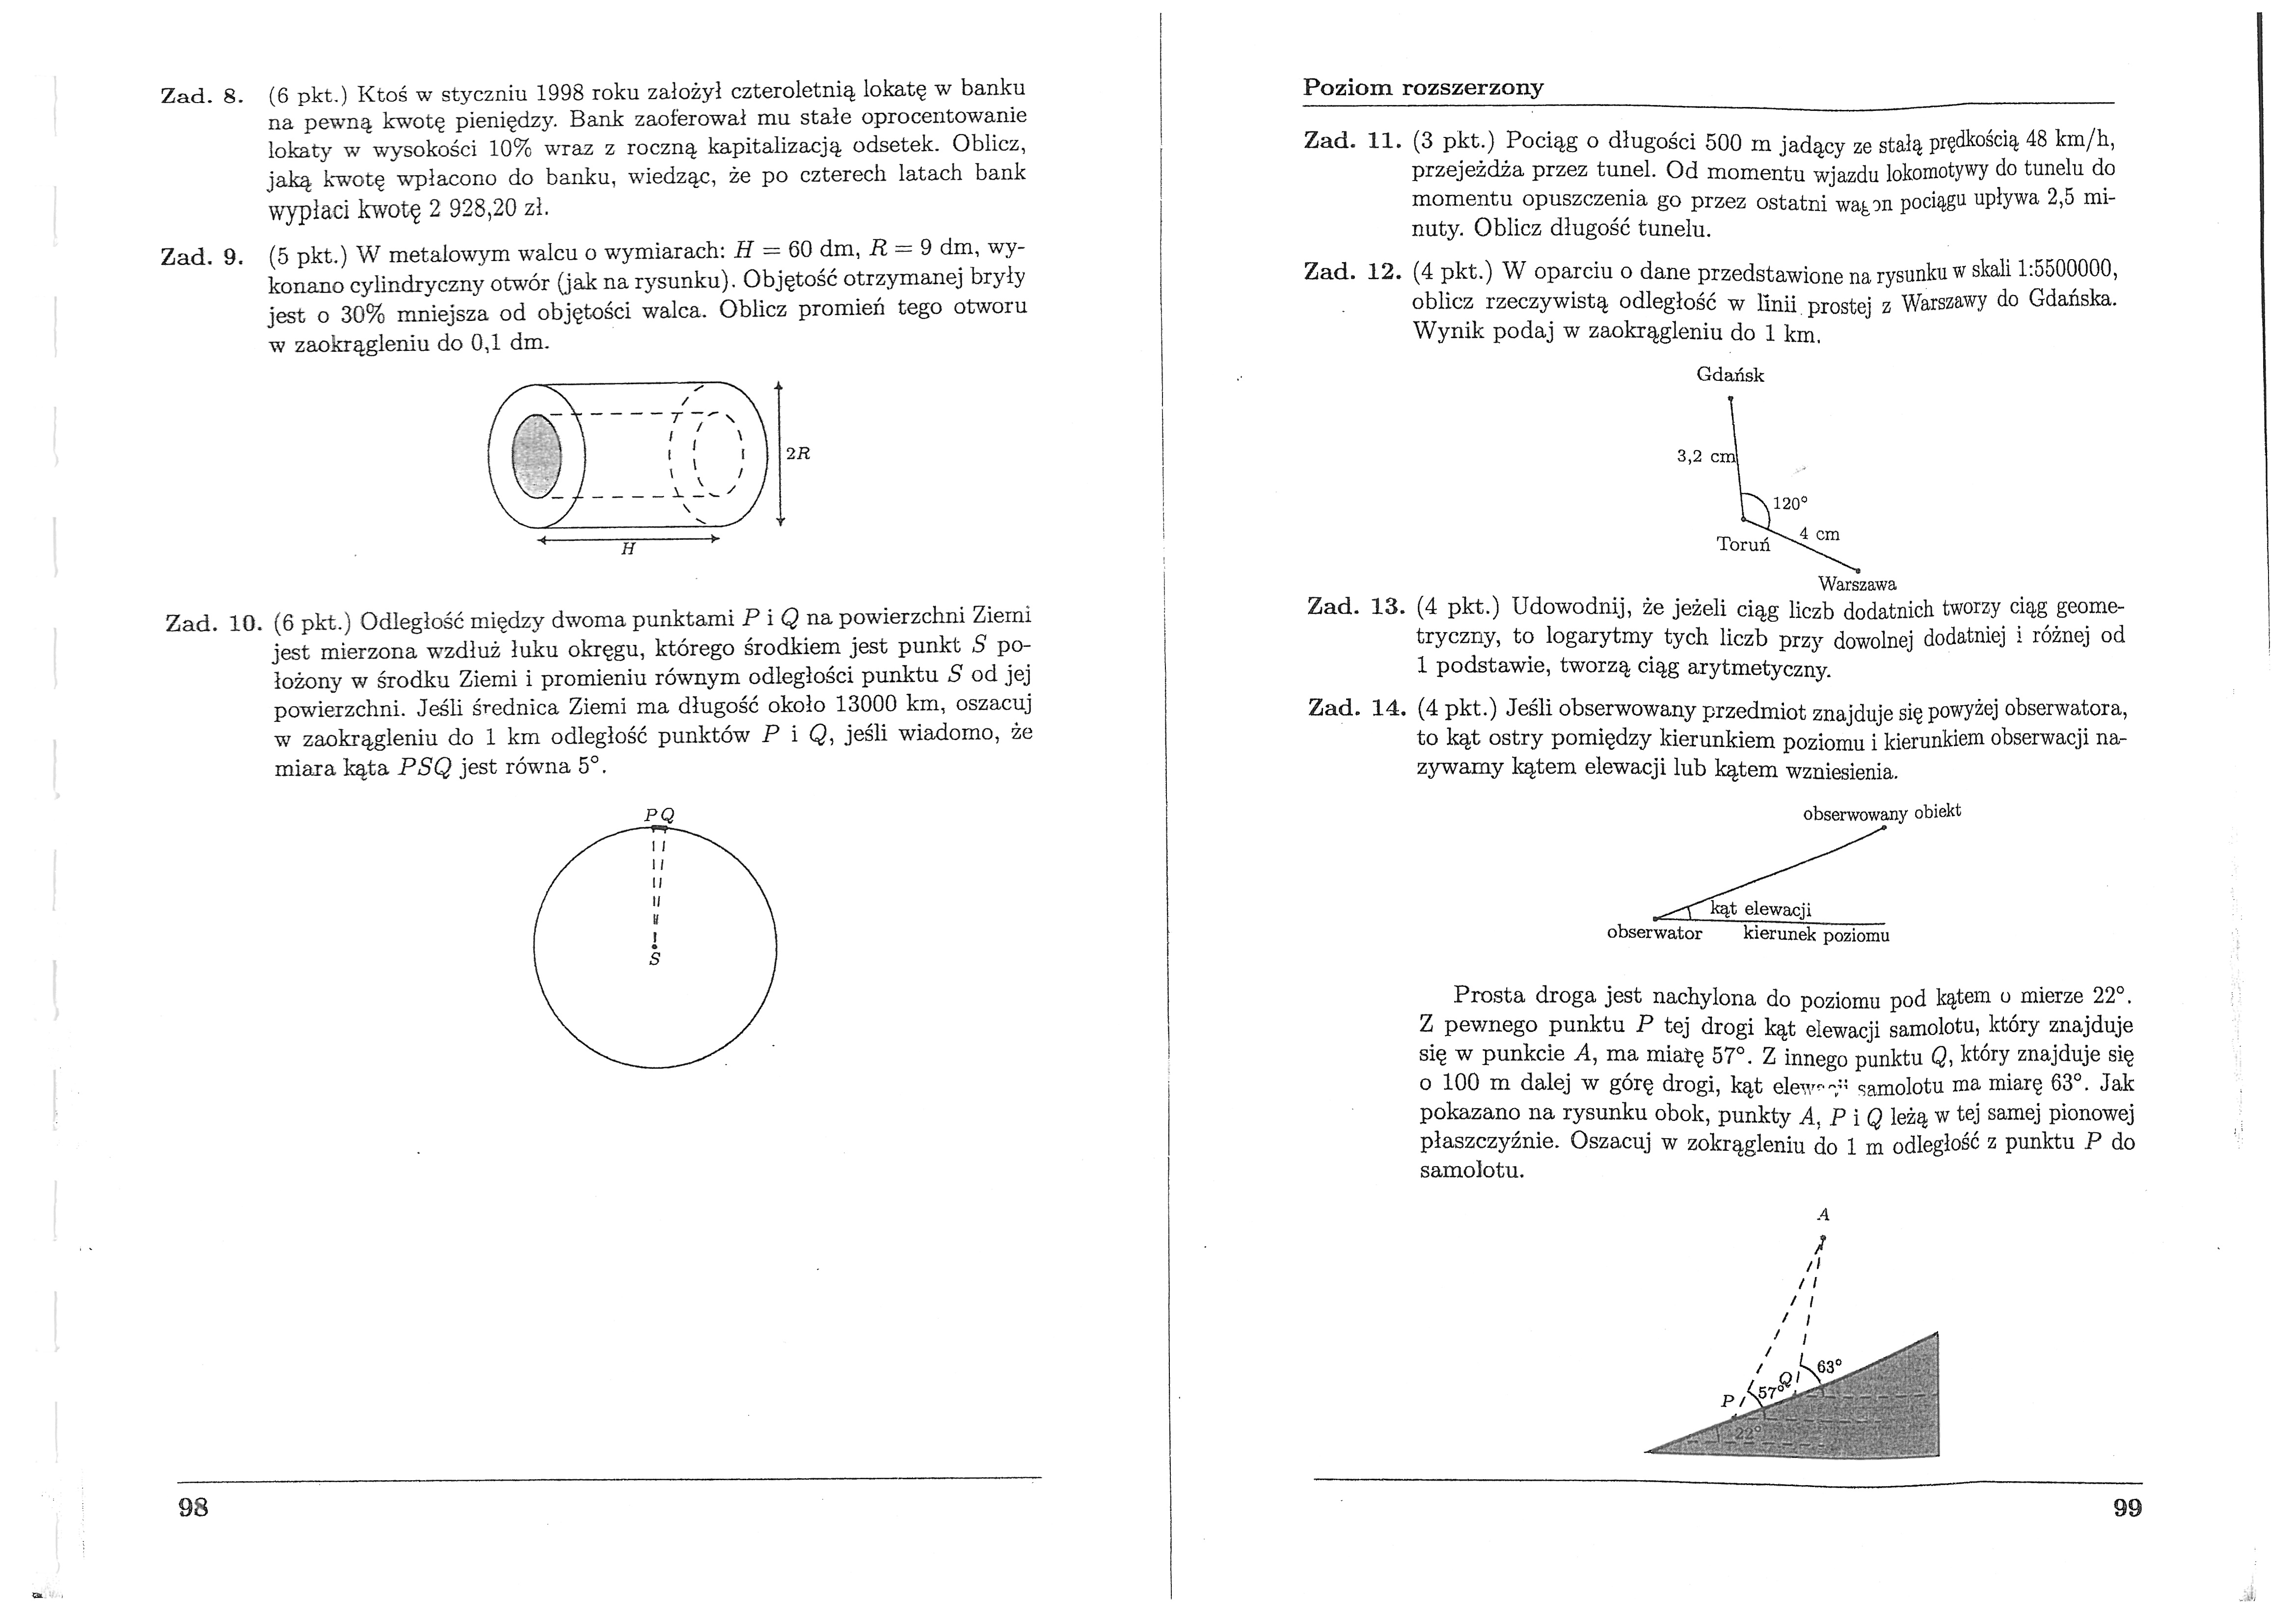 Zad. 8. (6 pkt.) Ktoś w styczniu 1998 roku założył czteroletnią lokatę w banku
na pewną kwotę pieniędzy. Bank zaoferował mu stałe oprocentowanie
lokaty w wysokości 10% wraz z roczną kapitalizacją odsetek. Oblicz,
jaką kwotę wpłacono do banku, wiedząc, że po czterech latach bank
wypłaci kwotę 2 928,20 zł.
Zad. 9. (5 pkt.) W metalowym walcu o wymiarach: H = 60 dm, R = 9 dm, wy-
konano cylindryczny otwór (jak na rysunku). Objętość otrzymanej bryły
jest o 30% mniejsza od objętości walca. Oblicz promień tego otworu
w zaokrągleniu do 0,1 dm.
2R
H
Zad. 10. (6 pkt.) Odległość między dwoma punktami P i Q na powierzchni Ziemi
jest mierzona wzdłuż łuku okręgu, którego środkiem jest punkt S po-
łożony w środku Ziemi i promieniu równym odległości punktu S od jej
powierzchni. Jeśli średnica Ziemi ma długość około 13000 km, oszacuj
w zaokrągleniu do 1 km odległość punktów P i Q, jeśli wiadomo, że
miara kąta PSQ jest równa 5°.
P Q
S
98
Poziom rozszerzony
Zad. 11. (3 pkt.) Pociąg o długości 500 m jadący ze stałą prędkością 48 km/h,
przejeżdża przez tunel. Od momentu wjazdu lokomotywy do tunelu do
momentu opuszczenia go przez ostatni wagon pociągu upływa 2,5 mi-
nuty. Oblicz długość tunelu.
Zad. 12. (4 pkt.) W oparciu o dane przedstawione na rysunku w skali 1:5500000,
oblicz rzeczywistą odległość w linii prostej z Warszawy do Gdańska.
Wynik podaj w zaokrągleniu do 1 km.
Gdańsk
3,2 cm
120°
4 cm
Toruń
Warszawa
Zad. 13. (4 pkt.) Udowodnij, że jeżeli ciąg liczb dodatnich tworzy ciąg geome-
tryczny, to logarytmy tych liczb przy dowolnej dodatniej i różnej od
1 podstawie, tworzą ciąg arytmetyczny.
Zad. 14. (4 pkt.) Jeśli obserwowany przedmiot znajduje się powyżej obserwatora,
to kąt ostry pomiędzy kierunkiem poziomu i kierunkiem obserwacji na-
zywamy kątem elewacji lub kątem wzniesienia.
obserwowany obiekt
kąt elewacji
obserwator kierunek poziomu
Prosta droga jest nachylona do poziomu pod kątem o mierze 22°.
Z pewnego punktu P tej drogi kąt elewacji samolotu, który znajduje
się w punkcie A, ma miarę 57°. Z innego punktu Q, który znajduje się
o 100 m dalej w górę drogi, kąt elewacji samolotu ma miarę 63°. Jak
pokazano na rysunku obok, punkty A, P i Q leżą w tej samej pionowej
płaszczyźnie. Oszacuj w zokrągleniu do 1 m odległość z punktu P do
samolotu.
A
63°
Q
57°
P
22°
99